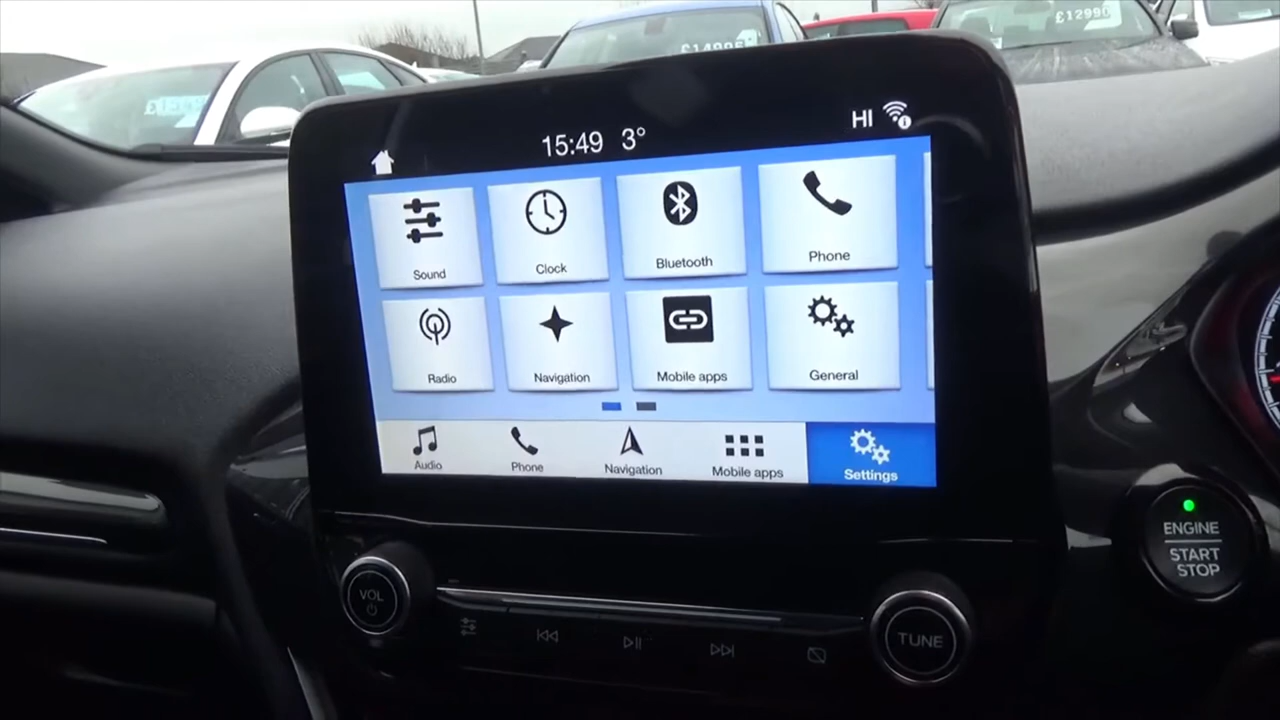 £12990
15:49 3°
HI
Sound
Clock
Bluetooth
Phone
Radio
Navigation
Mobile apps
General
Audio
Phone
Navigation
Mobile apps
Settings
ENGINE
START
STOP
VOL
TUNE